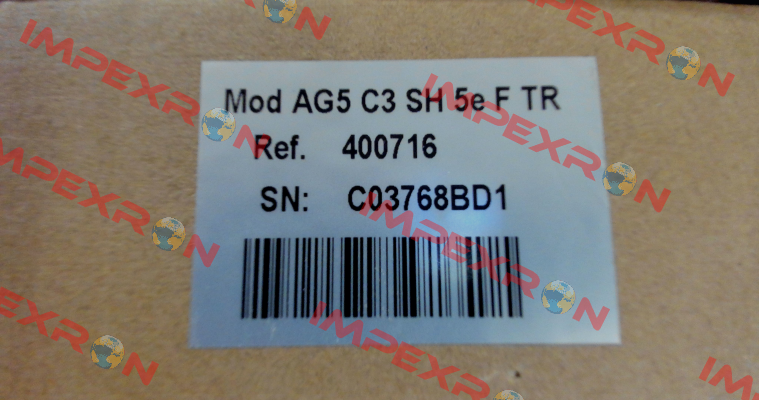 Mod AG5 C3 SH 5e F TR
Ref. 400716
SN: C03768BD1
IMPEXRON
IMPEXRON
IMPEXRON
IMPEXRON
IMPEXRON
IMPEXRON